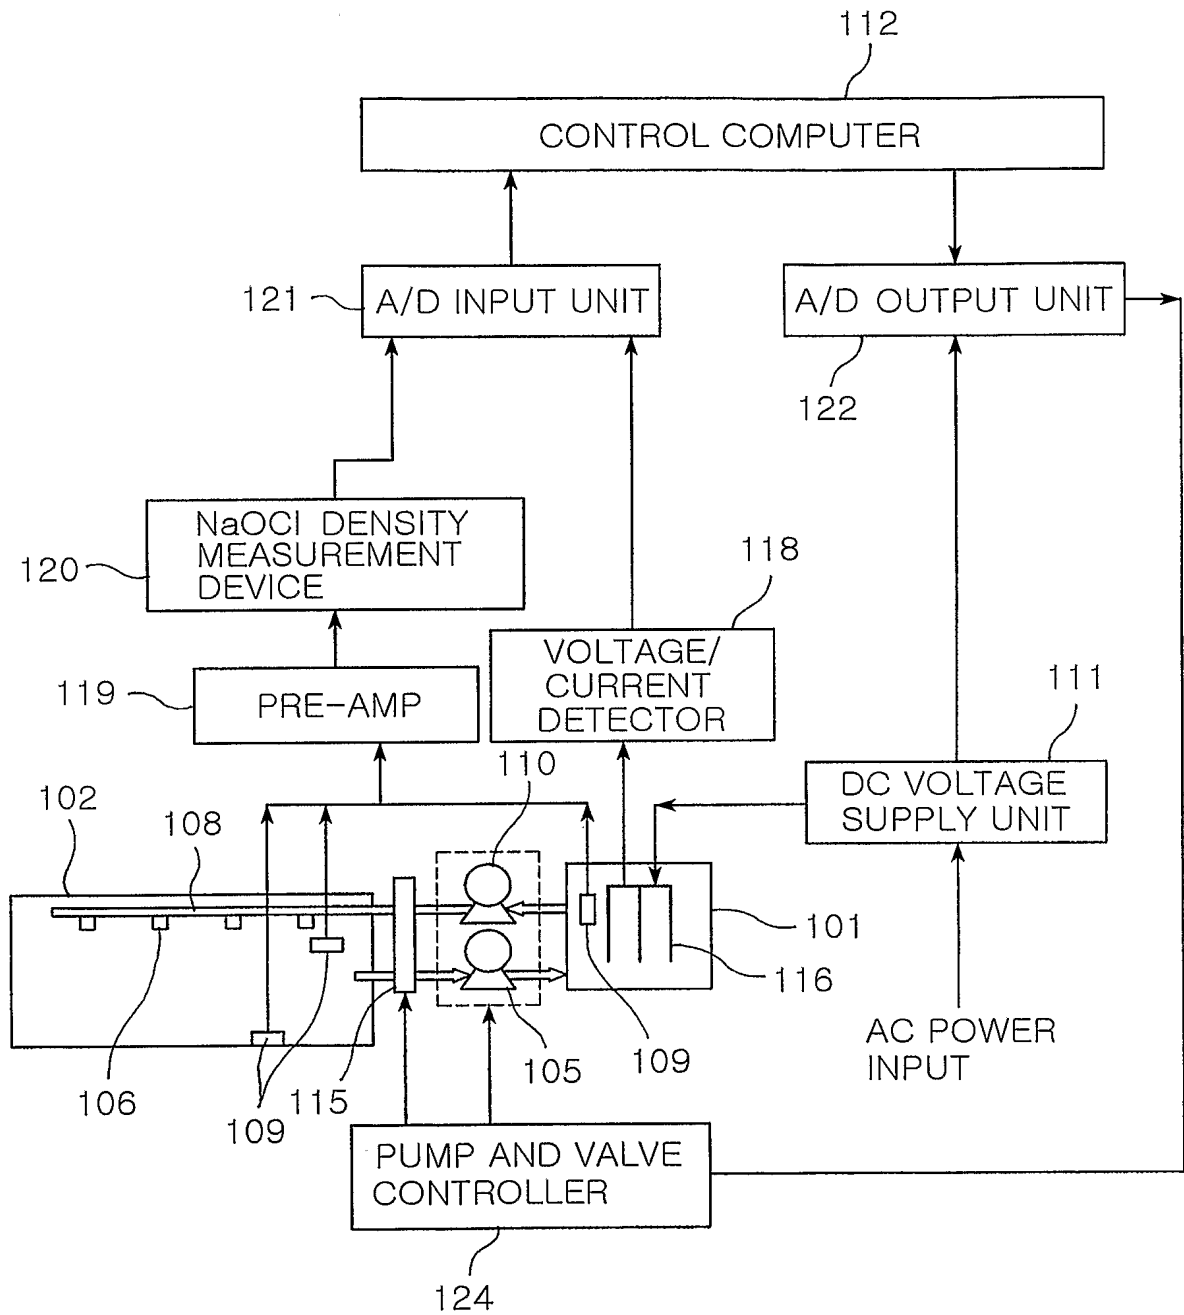 112
CONTROL COMPUTER
121
A/D INPUT UNIT
A/D OUTPUT UNIT
122
NaOCl DENSITY
MEASUREMENT
DEVICE
120
118
VOLTAGE/
CURRENT
DETECTOR
119
PRE-AMP
111
DC VOLTAGE
SUPPLY UNIT
110
102
108
101
116
106
109
115
105
109
AC POWER
INPUT
PUMP AND VALVE
CONTROLLER
124